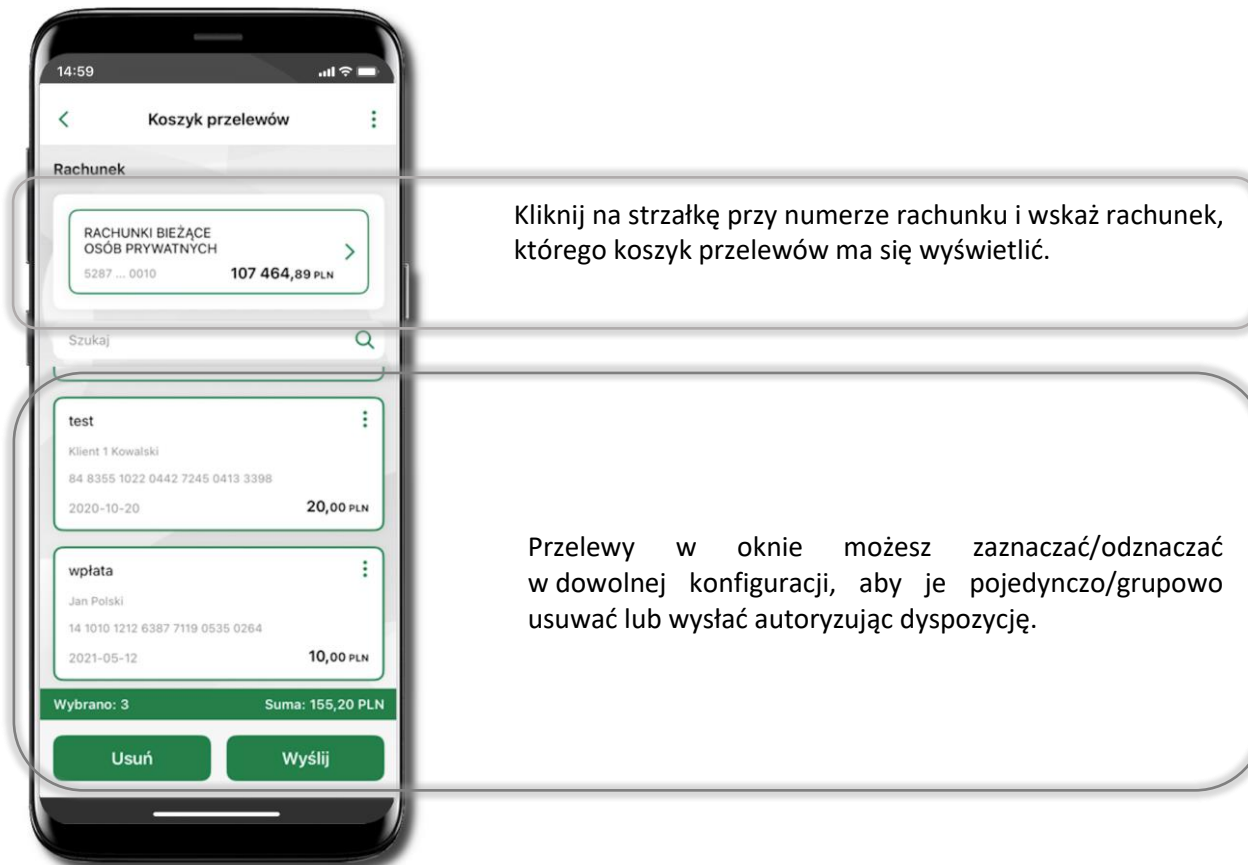 14:59
Koszyk przelewów
Rachunek
RACHUNKI BIEŻĄCE
OSÓB PRYWATNYCH
5287 ... 0010 107 464,89 PLN
Szukaj
test
Klient 1 Kowalski
84 8355 1022 0442 7245 0413 3398
2020-10-20 20,00 PLN
wpłata
Jan Polski
14 1010 1212 6387 7119 0535 0264
2021-05-12 10,00 PLN
Wybrano: 3 Suma: 155,20 PLN
Usuń Wyślij
Kliknij na strzałkę przy numerze rachunku i wskaż rachunek,
którego koszyk przelewów ma się wyświetlić.
Przelewy w oknie możesz zaznaczać/odznaczać
w dowolnej konfiguracji, aby je pojedynczo/grupowo
usuwać lub wysłać autoryzując dyspozycję.